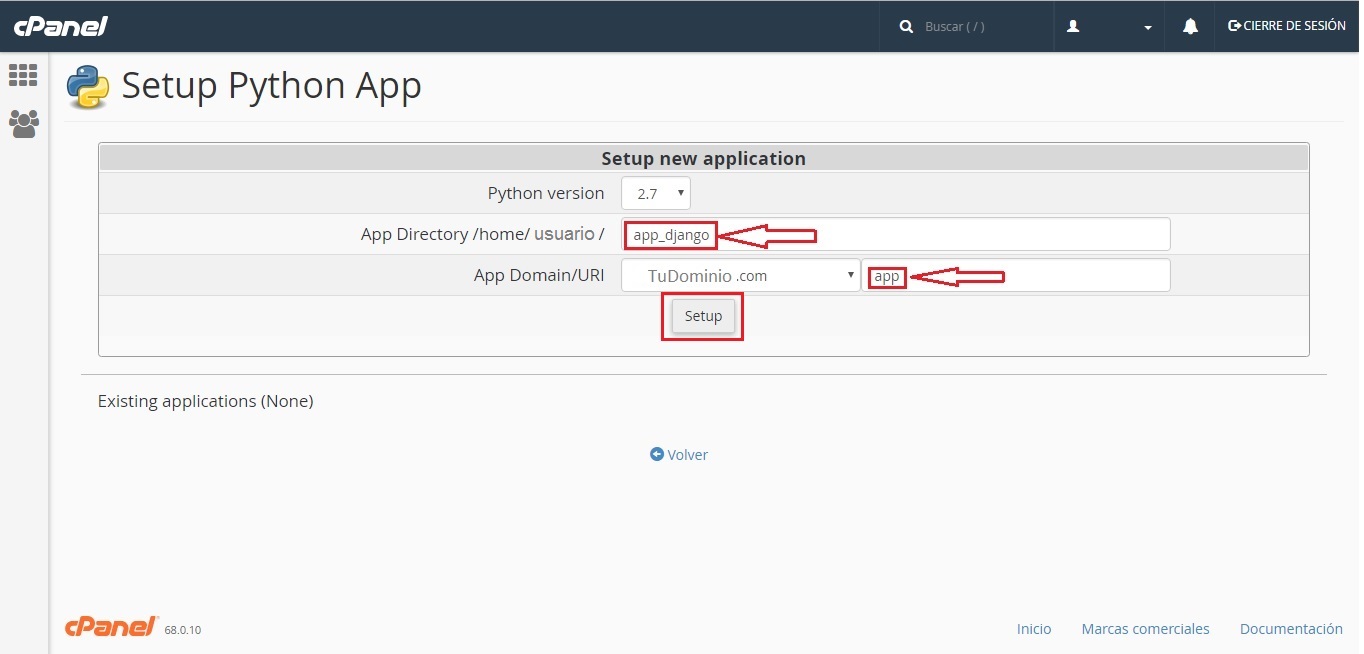 cPanel Buscar ( / ) CIERRE DE SESIÓN
Setup Python App
Setup new application
Python version 2.7
App Directory /home/ usuario / app_django
App Domain/URI TuDominio .com app
Setup
Existing applications (None)
Volver
cPanel 68.0.10 Inicio Marcas comerciales Documentación